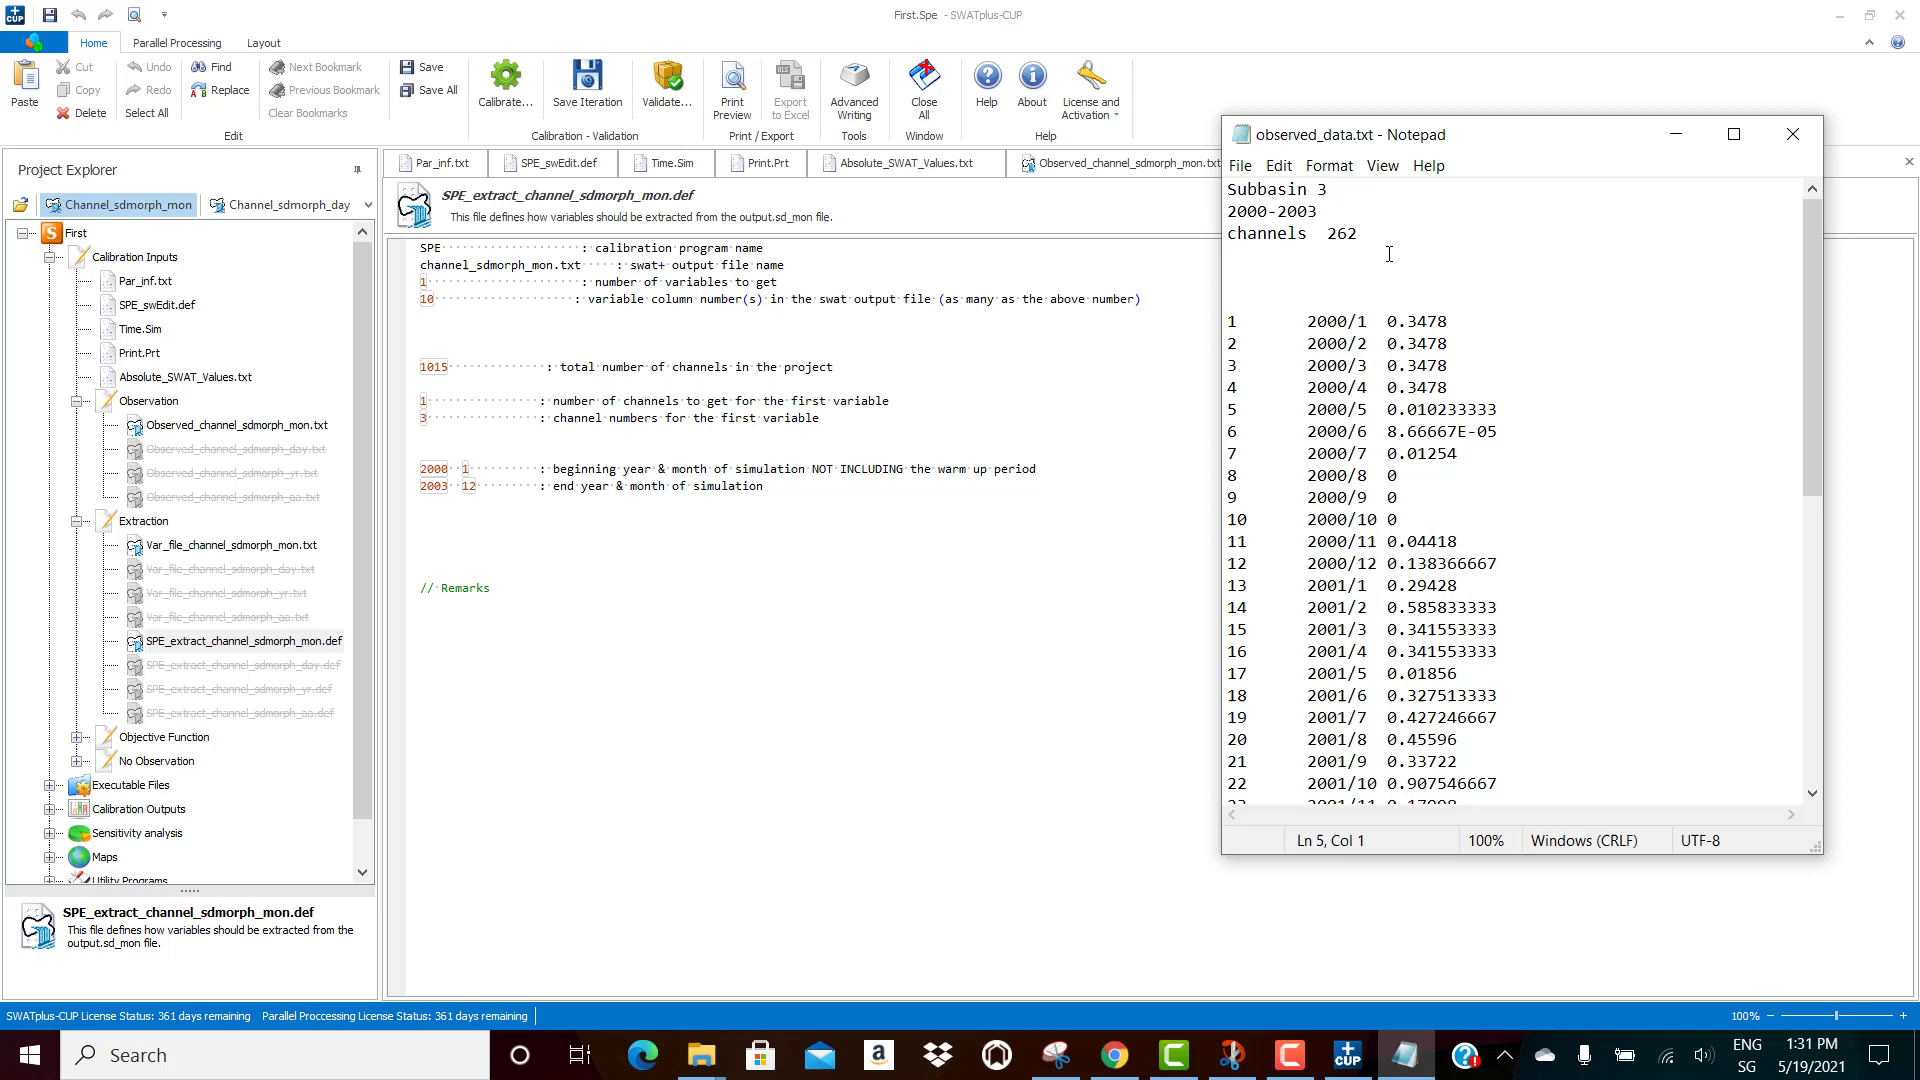 First.Spe - SWATplus-CUP
Home Parallel Processing Layout
Paste
Cut
Copy
Delete
Undo
Redo
Select All
Find
Replace
Edit
Next Bookmark
Previous Bookmark
Clear Bookmarks
Save
Save All
Calibrate...
Save Iteration
Validate...
Calibration - Validation
Print Preview
Export to Excel
Print / Export
Advanced Writing
Tools
Close All
Window
Help
About
License and Activation
Help
Project Explorer
Channel_sdmorph_mon Channel_sdmorph_day
First
Calibration Inputs
Par_inf.txt
SPE_swEdit.def
Time.Sim
Print.Prt
Absolute_SWAT_Values.txt
Observation
Observed_channel_sdmorph_mon.txt
Observed_channel_sdmorph_day.txt
Observed_channel_sdmorph_yr.txt
Observed_channel_sdmorph_aa.txt
Extraction
Var_file_channel_sdmorph_mon.txt
Var_file_channel_sdmorph_day.txt
Var_file_channel_sdmorph_yr.txt
Var_file_channel_sdmorph_aa.txt
SPE_extract_channel_sdmorph_mon.def
SPE_extract_channel_sdmorph_day.def
SPE_extract_channel_sdmorph_yr.def
SPE_extract_channel_sdmorph_aa.def
Objective Function
No Observation
Executable Files
Calibration Outputs
Sensitivity analysis
Maps
Utility Programs
SPE_extract_channel_sdmorph_mon.def
This file defines how variables should be extracted from the
output.sd_mon file.
Par_inf.txt SPE_swEdit.def Time.Sim Print.Prt Absolute_SWAT_Values.txt Observed_channel_sdmorph_mon.txt
SPE_extract_channel_sdmorph_mon.def
This file defines how variables should be extracted from the output.sd_mon file.
SPE : calibration program name
channel_sdmorph_mon.txt : swat+ output file name
1 : number of variables to get
10 : variable column number(s) in the swat output file (as many as the above number)
1015 : total number of channels in the project
1 : number of channels to get for the first variable
3 : channel numbers for the first variable
2000 1 : beginning year & month of simulation NOT INCLUDING the warm up period
2003 12 : end year & month of simulation
// Remarks
observed_data.txt - Notepad
File Edit Format View Help
Subbasin 3
2000-2003
channels 262
1 2000/1 0.3478
2 2000/2 0.3478
3 2000/3 0.3478
4 2000/4 0.3478
5 2000/5 0.010233333
6 2000/6 8.66667E-05
7 2000/7 0.01254
8 2000/8 0
9 2000/9 0
10 2000/10 0
11 2000/11 0.04418
12 2000/12 0.138366667
13 2001/1 0.29428
14 2001/2 0.585833333
15 2001/3 0.341553333
16 2001/4 0.341553333
17 2001/5 0.01856
18 2001/6 0.327513333
19 2001/7 0.427246667
20 2001/8 0.45596
21 2001/9 0.33722
22 2001/10 0.907546667
Ln 5, Col 1 100% Windows (CRLF) UTF-8
SWATplus-CUP License Status: 361 days remaining Parallel Proccessing License Status: 361 days remaining
100%
Search
CUP
ENG
SG
1:31 PM
5/19/2021